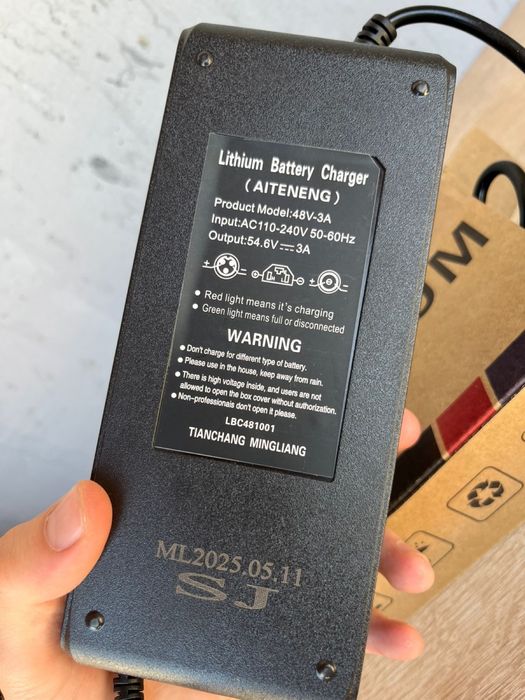 Lithium Battery Charger
(AITENENG)
Product Model:48V-3A
Input:AC110-240V 50-60Hz
Output:54.6V⎓3A
● Red light means it's charging
● Green light means full or disconnected
WARNING
● Don't charge for different type of battery.
● Please use in the house, keep away from rain.
● There is high voltage inside, and users are not
allowed to open the box cover without authorization.
● Non-professionals don't open it please.
LBC481001
TIANCHANG MINGLIANG
ML2025.05.11
SJ